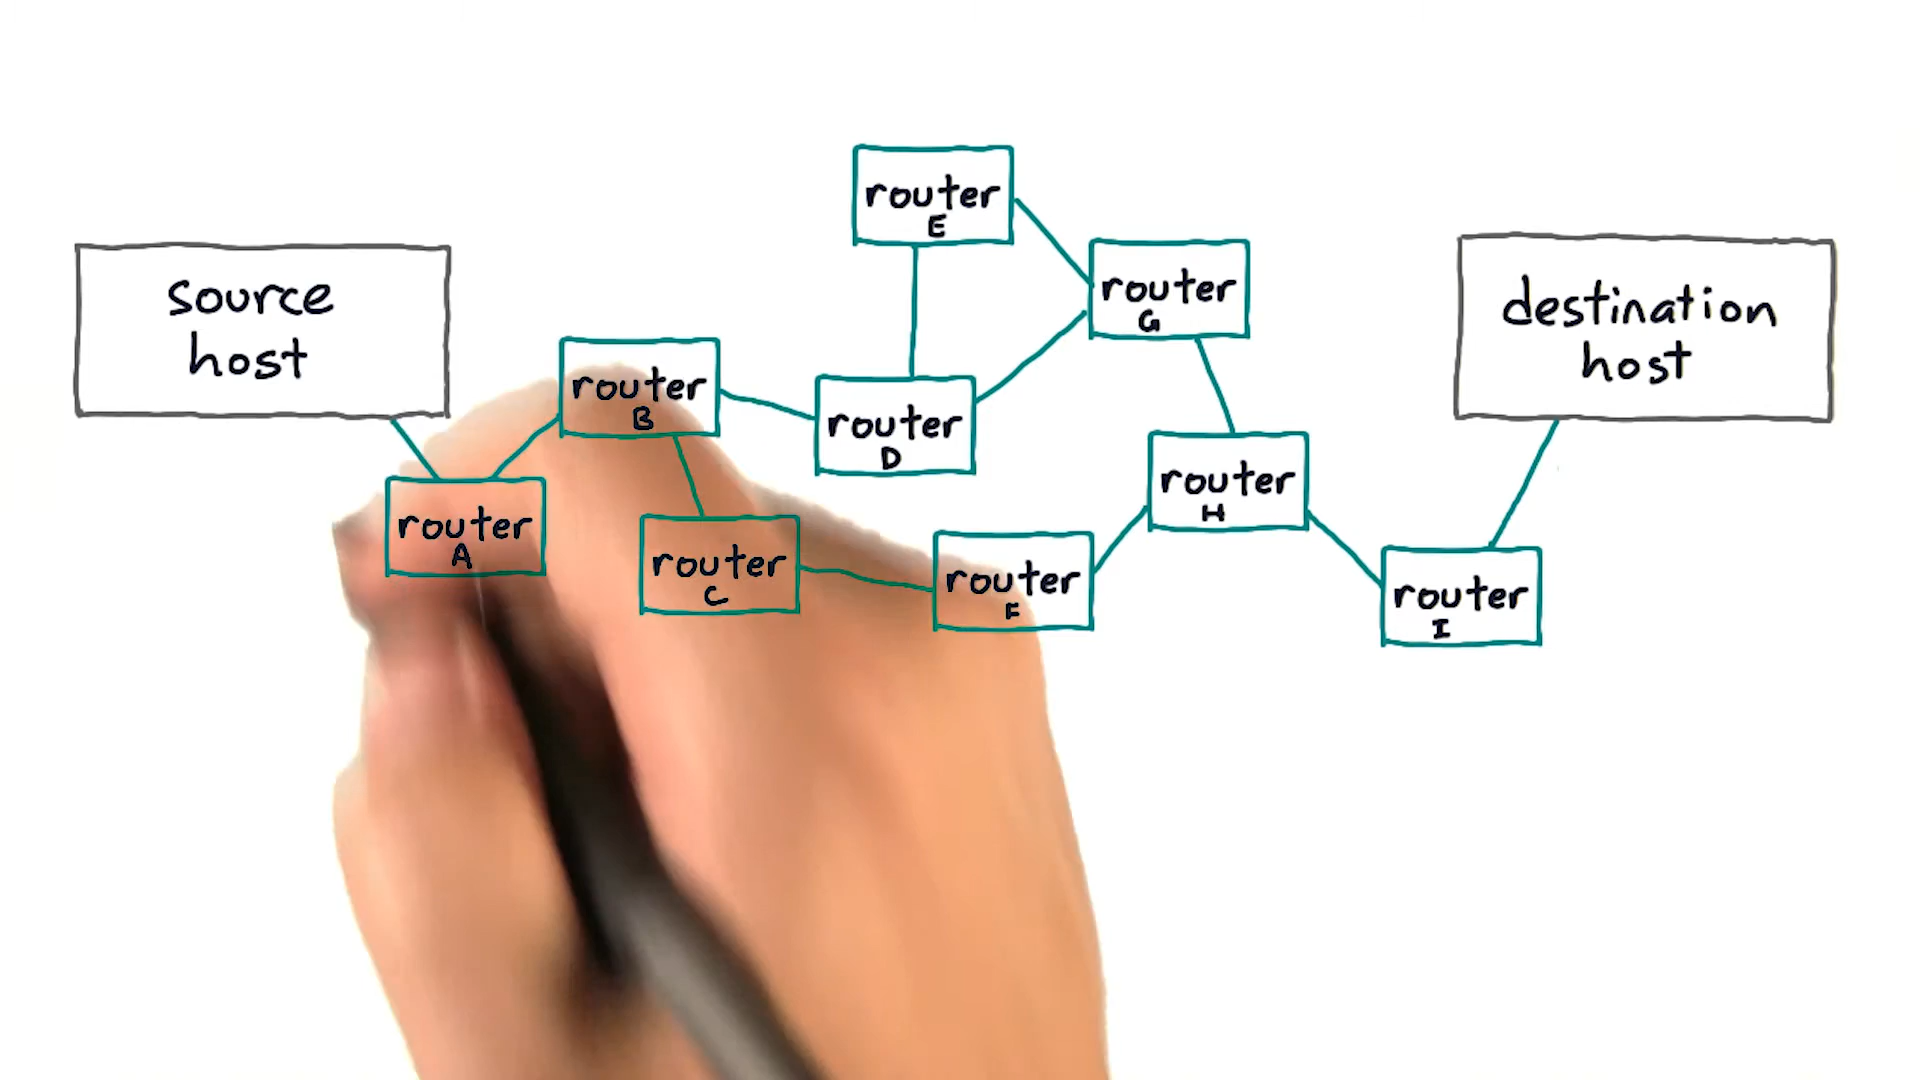 source
host
router
A
router
B
router
C
router
D
router
E
router
F
router
G
router
H
router
I
destination
host